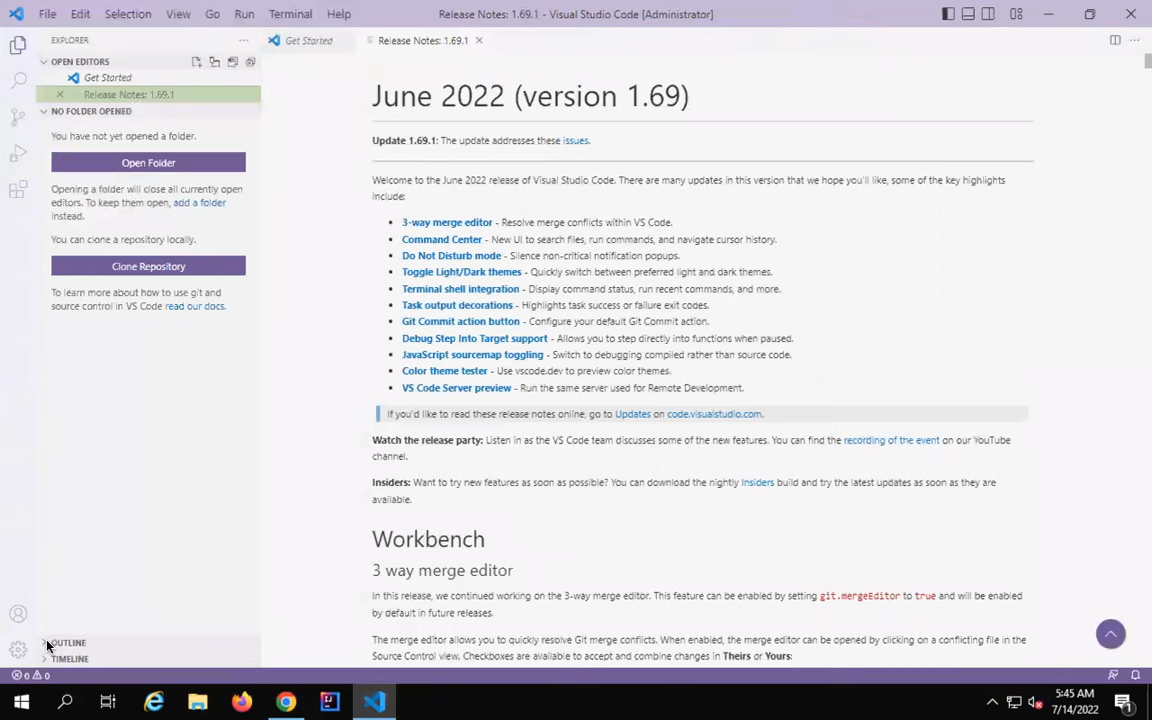 File Edit Selection View Go Run Terminal Help Release Notes: 1.69.1 - Visual Studio Code [Administrator]
EXPLORER
Get Started
Release Notes: 1.69.1
OPEN EDITORS
Get Started
Release Notes: 1.69.1
NO FOLDER OPENED
You have not yet opened a folder.
Open Folder
Opening a folder will close all currently open
editors. To keep them open, add a folder
instead.
You can clone a repository locally.
Clone Repository
To learn more about how to use git and
source control in VS Code read our docs.
OUTLINE
TIMELINE
June 2022 (version 1.69)
Update 1.69.1: The update addresses these issues.
Welcome to the June 2022 release of Visual Studio Code. There are many updates in this version that we hope you'll like, some of the key highlights
include:
• 3-way merge editor - Resolve merge conflicts within VS Code.
• Command Center - New UI to search files, run commands, and navigate cursor history.
• Do Not Disturb mode - Silence non-critical notification popups.
• Toggle Light/Dark themes - Quickly switch between preferred light and dark themes.
• Terminal shell integration - Display command status, run recent commands, and more.
• Task output decorations - Highlights task success or failure exit codes.
• Git Commit action button - Configure your default Git Commit action.
• Debug Step Into Target support - Allows you to step directly into functions when paused.
• JavaScript sourcemap toggling - Switch to debugging compiled rather than source code.
• Color theme tester - Use vscode.dev to preview color themes.
• VS Code Server preview - Run the same server used for Remote Development.
If you'd like to read these release notes online, go to Updates on code.visualstudio.com.
Watch the release party: Listen in as the VS Code team discusses some of the new features. You can find the recording of the event on our YouTube
channel.
Insiders: Want to try new features as soon as possible? You can download the nightly Insiders build and try the latest updates as soon as they are
available.
Workbench
3 way merge editor
In this release, we continued working on the 3-way merge editor. This feature can be enabled by setting git.mergeEditor to true and will be enabled
by default in future releases.
The merge editor allows you to quickly resolve Git merge conflicts. When enabled, the merge editor can be opened by clicking on a conflicting file in the
Source Control view. Checkboxes are available to accept and combine changes in Theirs or Yours:
0 0
5:45 AM
7/14/2022
1